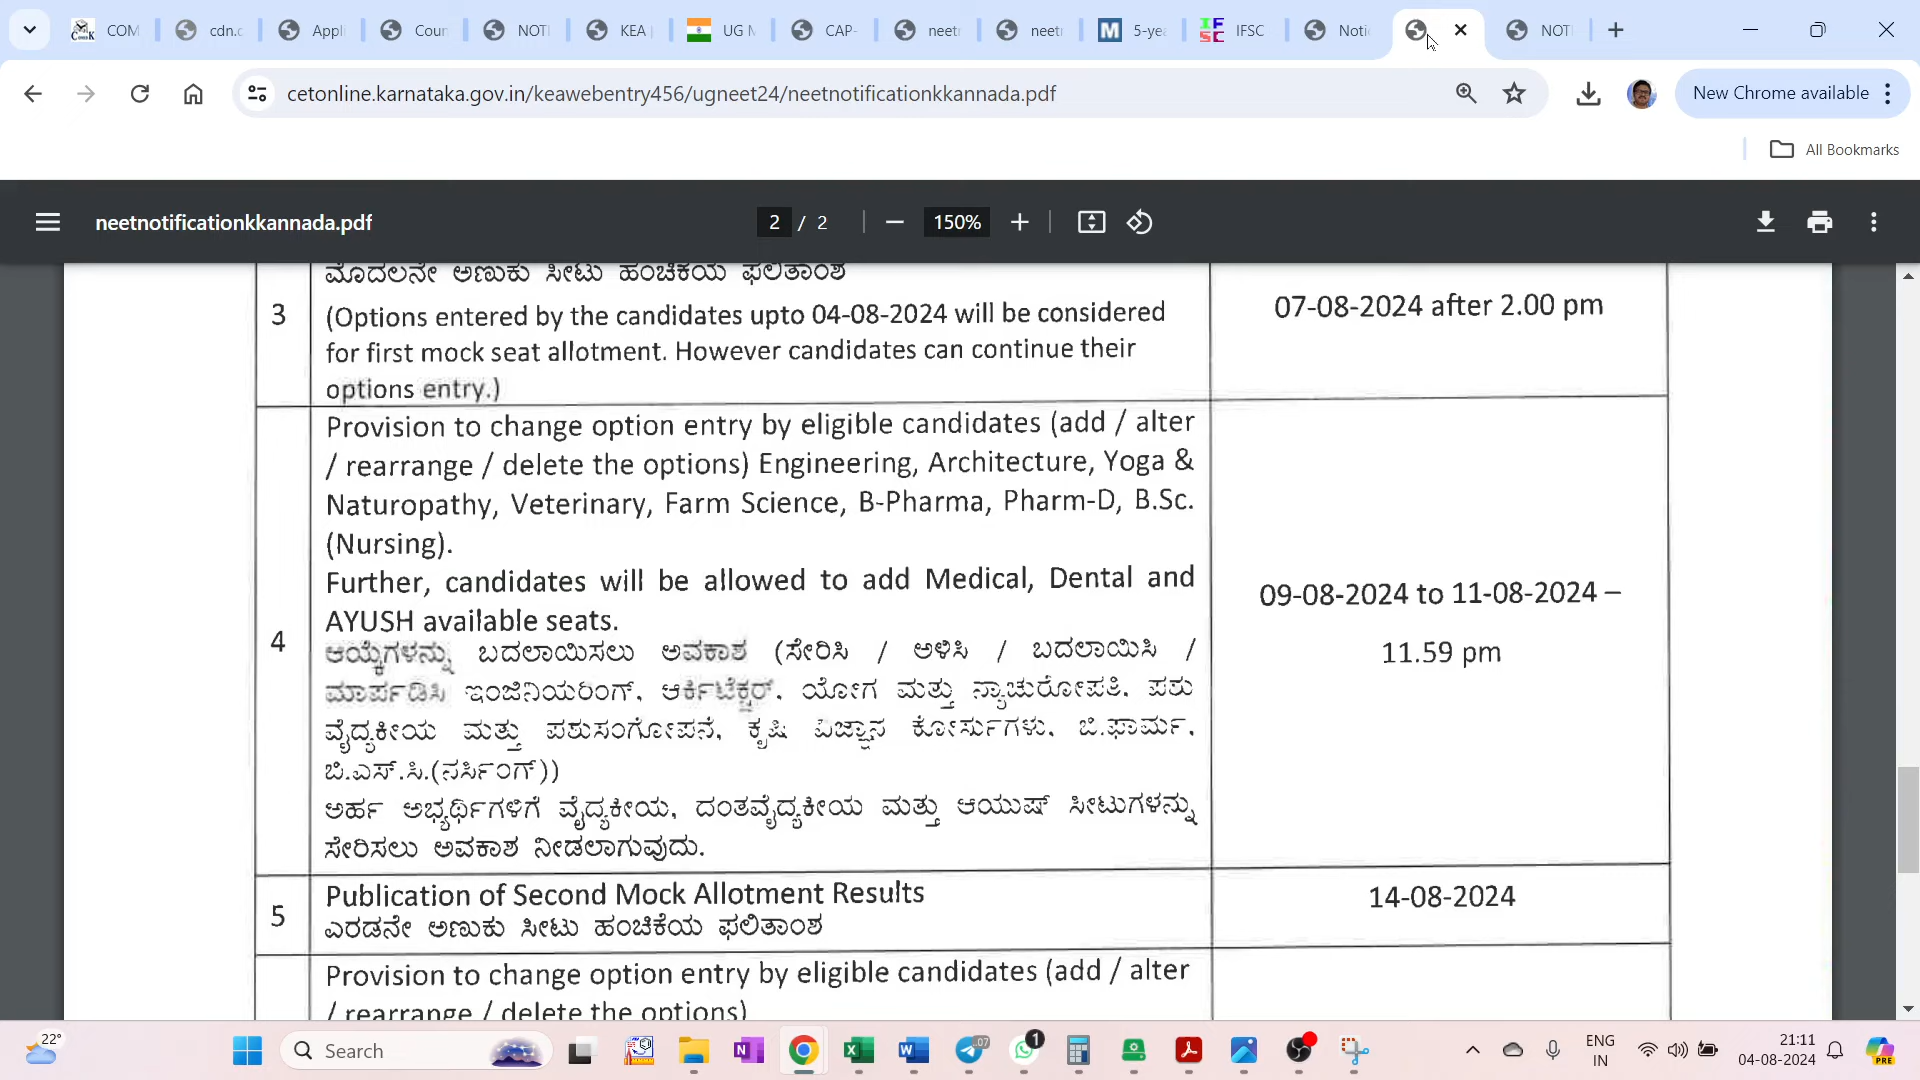 COM
cdn.c
Appli
Coun
NOTI
KEA
UG M
CAP-
neetr
neetr
5-yea
IFSC
Notic
NOTI
cetonline.karnataka.gov.in/keawebentry456/ugneet24/neetnotificationkkannada.pdf
New Chrome available
All Bookmarks
neetnotificationkkannada.pdf
2 / 2
150%
ಮೊದಲನೇ ಅಣುಕು ಸೀಟು ಹಂಚಿಕೆಯ ಫಲಿತಾಂಶ
3
(Options entered by the candidates upto 04-08-2024 will be considered
for first mock seat allotment. However candidates can continue their
options entry.)
07-08-2024 after 2.00 pm
4
Provision to change option entry by eligible candidates (add / alter
/ rearrange / delete the options) Engineering, Architecture, Yoga &
Naturopathy, Veterinary, Farm Science, B-Pharma, Pharm-D, B.Sc.
(Nursing).
Further, candidates will be allowed to add Medical, Dental and
AYUSH available seats.
ಆಯ್ಕೆಗಳನ್ನು ಬದಲಾಯಿಸಲು ಅವಕಾಶ (ಸೇರಿಸಿ / ಅಳಿಸಿ / ಬದಲಾಯಿಸಿ /
ಮಾರ್ಪಡಿಸಿ ಇಂಜಿನಿಯರಿಂಗ್, ಆರ್ಕಿಟೆಕ್ಚರ್, ಯೋಗ ಮತ್ತು ನ್ಯಾಚುರೋಪತಿ, ಪಶು
ವೈದ್ಯಕೀಯ ಮತ್ತು ಪಶುಸಂಗೋಪನೆ, ಕೃಷಿ ವಿಜ್ಞಾನ ಕೋರ್ಸುಗಳು, ಬಿ.ಫಾರ್ಮ,
ಬಿ.ಎಸ್.ಸಿ.(ನರ್ಸಿಂಗ್))
ಅರ್ಹ ಅಭ್ಯರ್ಥಿಗಳಿಗೆ ವೈದ್ಯಕೀಯ, ದಂತವೈದ್ಯಕೀಯ ಮತ್ತು ಆಯುಷ್ ಸೀಟುಗಳನ್ನು
ಸೇರಿಸಲು ಅವಕಾಶ ನೀಡಲಾಗುವುದು.
09-08-2024 to 11-08-2024 –
11.59 pm
5
Publication of Second Mock Allotment Results
ಎರಡನೇ ಅಣುಕು ಸೀಟು ಹಂಚಿಕೆಯ ಫಲಿತಾಂಶ
14-08-2024
Provision to change option entry by eligible candidates (add / alter
/ rearrange / delete the options)
22°
Search
.07
1
ENG
IN
21:11
04-08-2024
PRE